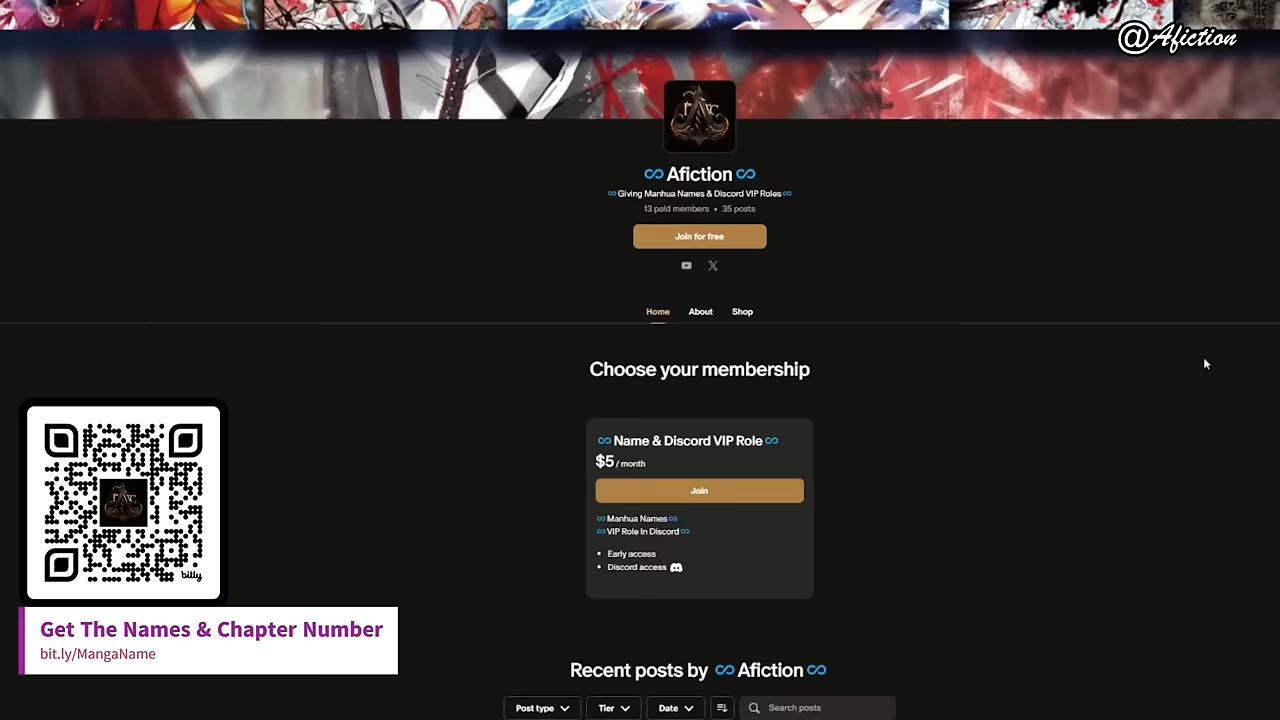 @Afiction
∞ Afiction ∞
∞ Giving Manhua Names & Discord VIP Roles ∞
13 paid members • 35 posts
Join for free
Home About Shop
Choose your membership
∞ Name & Discord VIP Role ∞
$5 / month
Join
∞ Manhua Names ∞
∞ VIP Role In Discord ∞
• Early access
• Discord access
bitly
Get The Names & Chapter Number
bit.ly/MangaName
Recent posts by ∞ Afiction ∞
Post type Tier Date Search posts